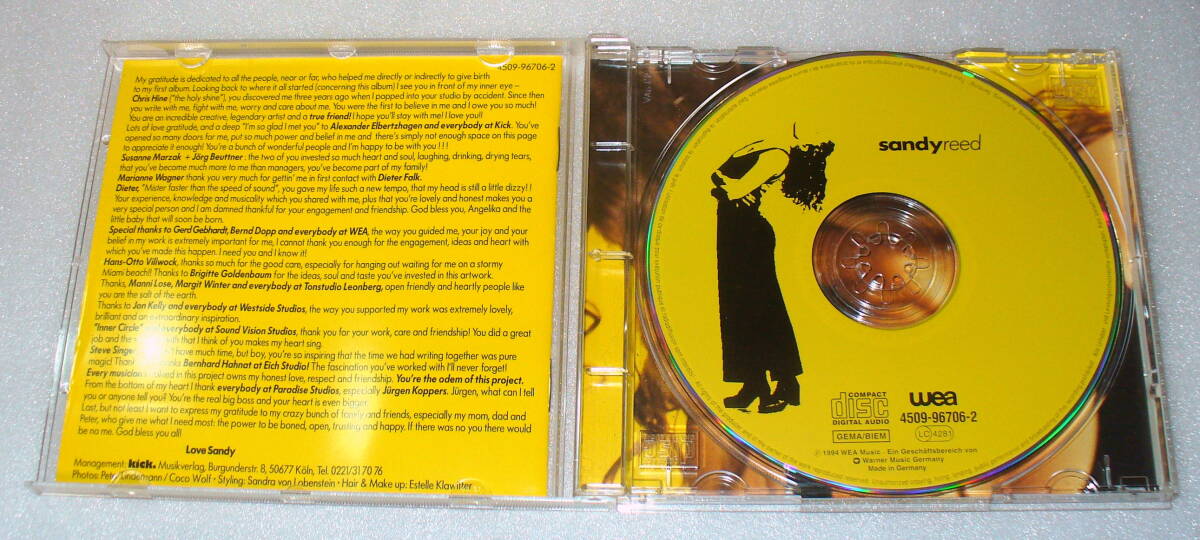 4509-96706-2
My gratitude is dedicated to all the people, near or far, who helped me directly or indirectly to give birth
to my first album. Looking back to where it all started (concerning this album) I see you in front of my inner eye –
Chris Hine ("the holy shine"), you discovered me three years ago when I popped into your studio by accident. Since then
you write with me, fight with me, worry and care about me. You were the first to believe in me and I owe you so much!
You are an incredible creative, legendary artist and a true friend! I hope you'll stay with me! I love you!!
Lots of love gratitude, and a deep "I'm so glad I met you" to Alexander Elbertzhagen and everybody at Kick. You've
opened so many doors for me, put so much power and belief in me and there's simply not enough space on this page
to appreciate it enough! You're a bunch of wonderful people and I'm happy to be with you ! ! !
Susanne Marzak + Jörg Beuttner : the two of you invested so much heart and soul, laughing, drinking, drying tears,
that you've become much more to me than managers, you've become part of my family!
Marianne Wagner thank you very much for gettin' me in first contact with Dieter Falk.
Dieter, "Mister faster than the speed of sound", you gave my life such a new tempo, that my head is still a little dizzy! !
Your experience, knowledge and musicality which you shared with me, plus that you're lovely and honest makes you a
very special person and I am damned thankful for your engagement and friendship. God bless you, Angelika and the
little baby that will soon be born.
Special thanks to Gerd Gebhardt, Bernd Dopp and everybody at WEA, the way you guided me, your joy and your
belief in my work is extremely important for me, I cannot thank you enough for the engagement, ideas and heart with
which you've made this happen. I need you and I know it!
Hans-Otto Villwock, thanks so much for the good care, especially for hanging out waiting for me on a stormy
Miami beach!! Thanks to Brigitte Goldenbaum for the ideas, soul and taste you've invested in this artwork.
Thanks, Manni Lose, Margit Winter and everybody at Tonstudio Leonberg, open friendly and heartly people like
you are the salt of the earth.
Thanks to Jon Kelly and everybody at Westside Studios, the way you supported my work was extremely lovely,
brilliant and an extraordinary inspiration.
"Inner Circle" and everybody at Sound Vision Studios, thank you for your work, care and friendship! You did a great
job and the with that I think of you makes my heart sing.
Steve Singer have much time, but boy, you're so inspiring that the time we had writing together was pure
magic! Thanks Bernhard Hahnat at Eich Studio! The fascination you've worked with I'll never forget!
Every musician in this project owns my honest love, respect and friendship. You're the odem of this project.
From the bottom of my heart I thank everybody at Paradise Studios, especially Jürgen Koppers. Jürgen, what can I tell
you or anyone tell you? You're the real big boss and your heart is even bigger.
Last, but not least I want to express my gratitude to my crazy bunch of family and friends, especially my mom, dad and
Peter, who give me what I need most: the power to be boned, open, trusting and happy. If there was no you there would
be no me. God bless you all!
Love Sandy
Management: kick. Musikverlag, Burgunderstr. 8, 50677 Köln, Tel. 0221/3170 76
Photos: Peter Lindemann / Coco Wolf • Styling: Sandra von Lobenstein • Hair & Make up: Estelle Klawitter
sandyreed
COMPACT
disc
DIGITAL AUDIO
GEMA/BIEM
wea
4509-96706-2
LC 4281
℗ 1994 WEA Music - Ein Geschäftsbereich von
Warner Music Germany
Made in Germany